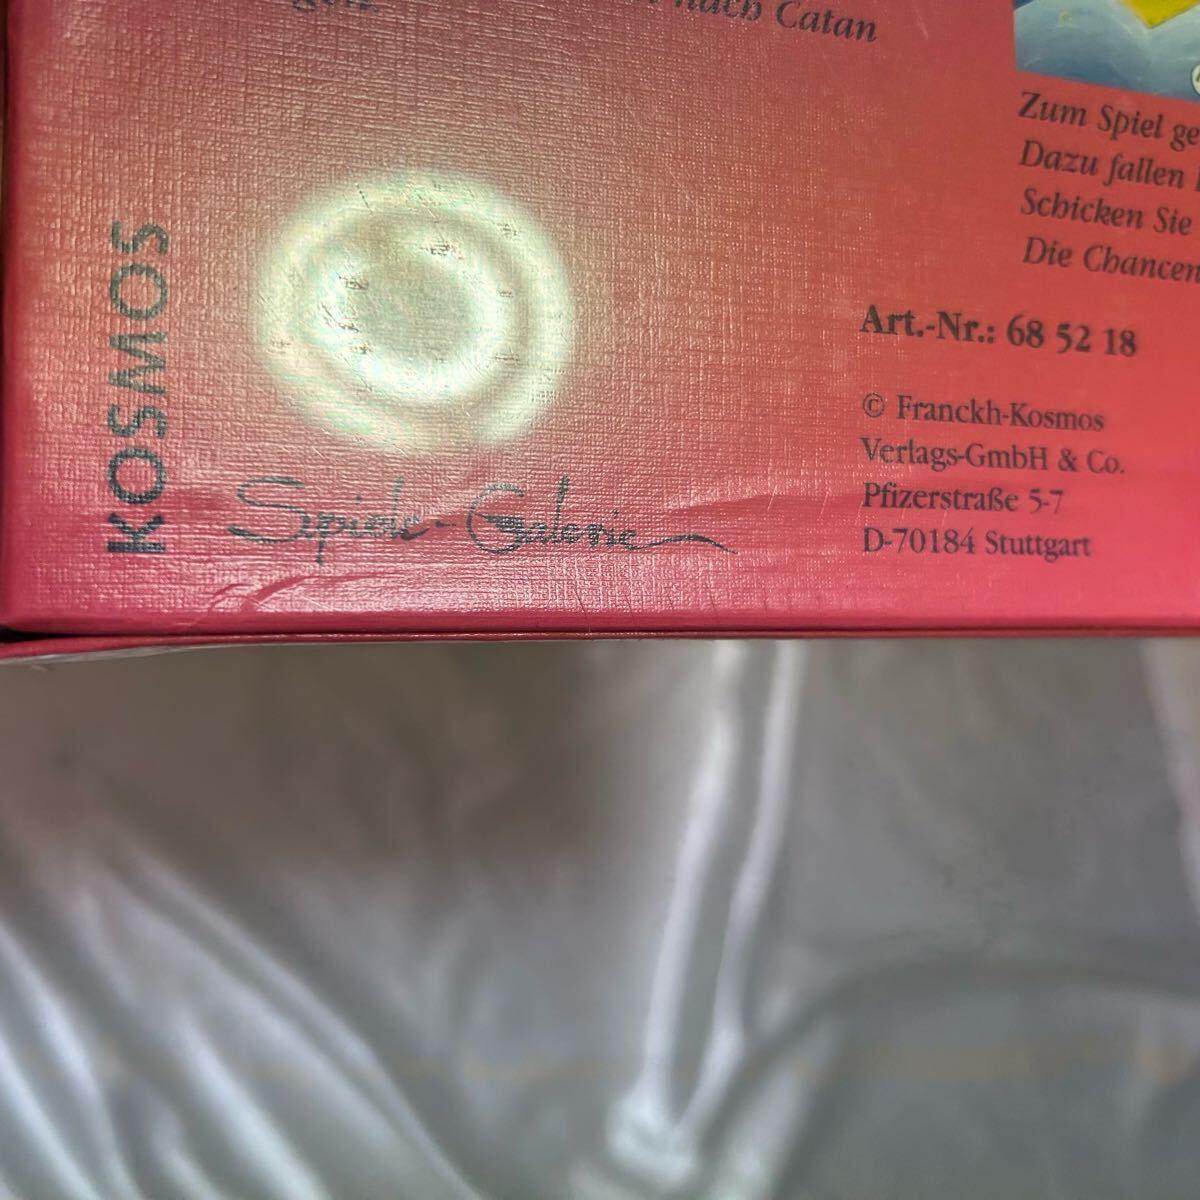 nach Catan
Zum Spiel ge
Dazu fallen
Schicken Sie
Die Chancen
Art.-Nr.: 68 52 18
© Franckh-Kosmos
Verlags-GmbH & Co.
Pfizerstraße 5-7
D-70184 Stuttgart
KOSMOS
Spiele-Galerie